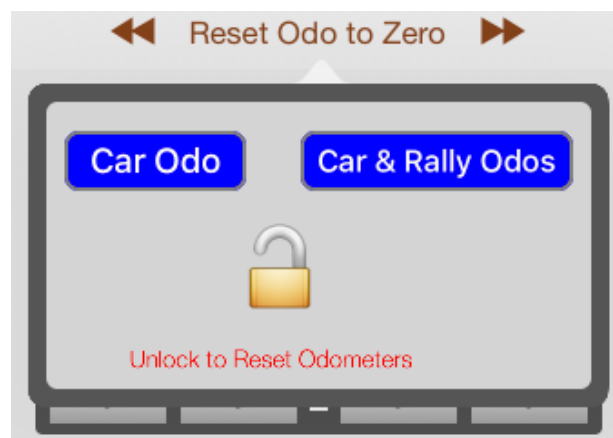 Reset Odo to Zero
Car Odo
Car & Rally Odos
Unlock to Reset Odometers